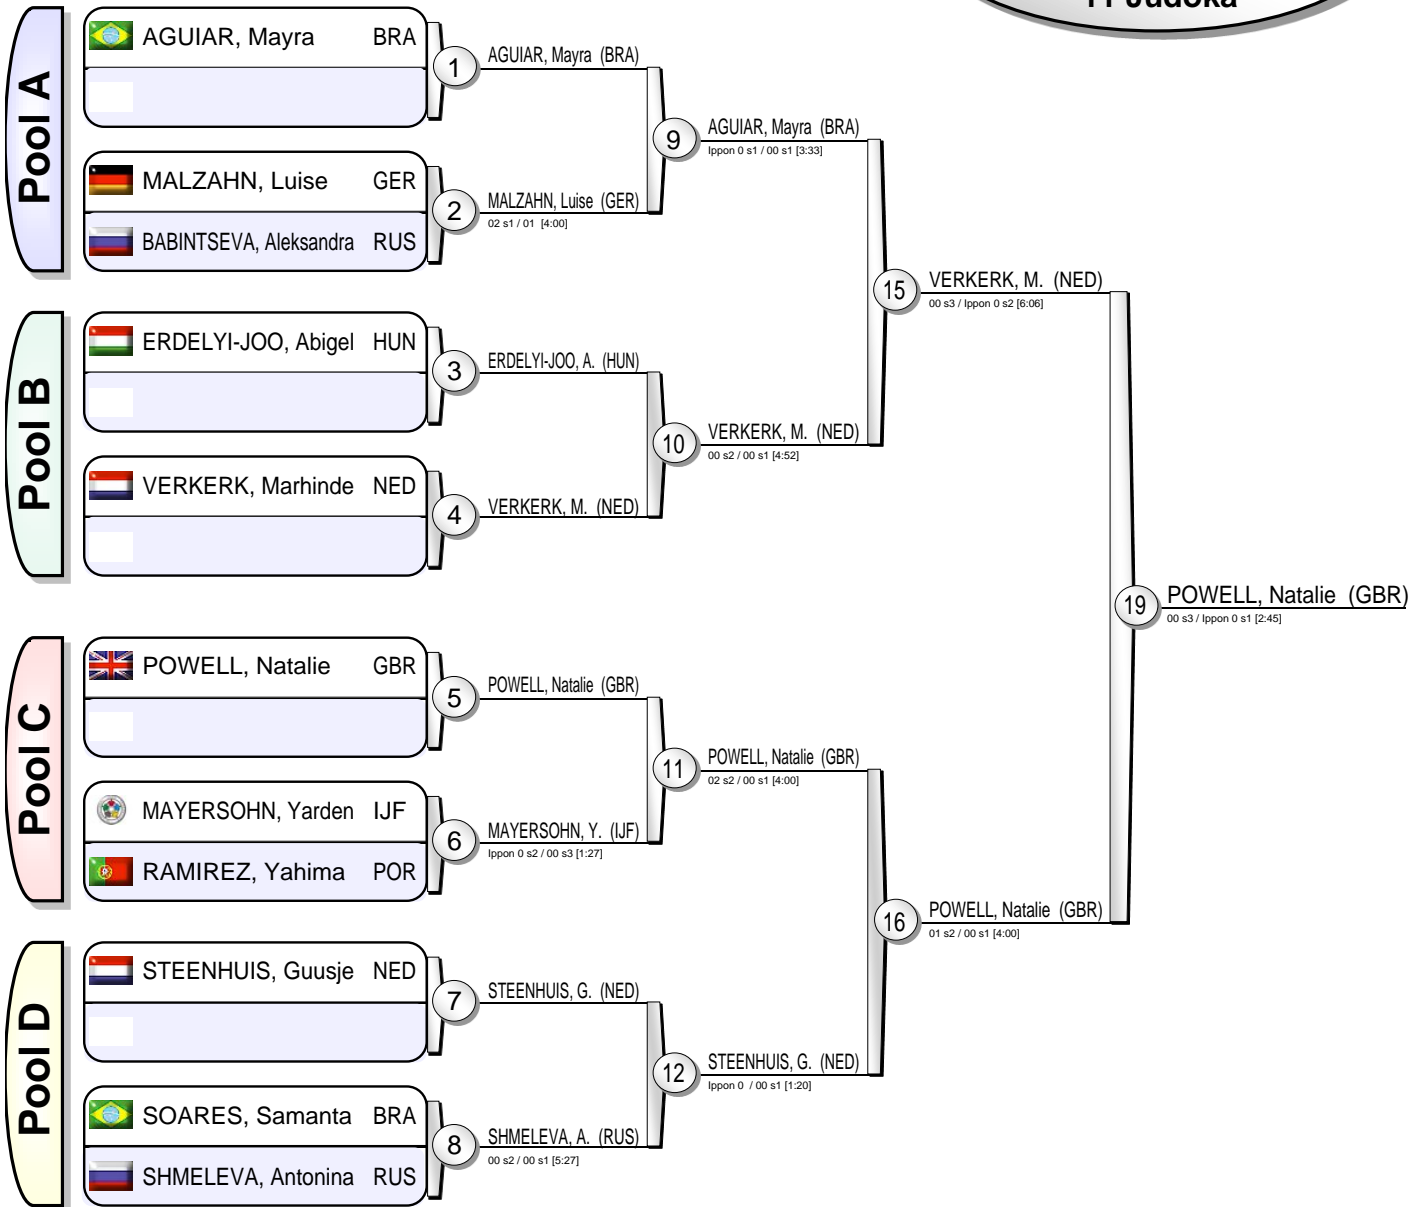 11 Judoka
Pool A
AGUIAR, Mayra BRA
1
AGUIAR, Mayra (BRA)
MALZAHN, Luise GER
BABINTSEVA, Aleksandra RUS
2
MALZAHN, Luise (GER)
02 s1 / 01 [4:00]
9
AGUIAR, Mayra (BRA)
Ippon 0 s1 / 00 s1 [3:33]
Pool B
ERDELYI-JOO, Abigel HUN
3
ERDELYI-JOO, A. (HUN)
VERKERK, Marhinde NED
4
VERKERK, M. (NED)
10
VERKERK, M. (NED)
00 s2 / 00 s1 [4:52]
15
VERKERK, M. (NED)
00 s3 / Ippon 0 s2 [6:06]
Pool C
POWELL, Natalie GBR
5
POWELL, Natalie (GBR)
MAYERSOHN, Yarden IJF
RAMIREZ, Yahima POR
6
MAYERSOHN, Y. (IJF)
Ippon 0 s2 / 00 s3 [1:27]
11
POWELL, Natalie (GBR)
02 s2 / 00 s1 [4:00]
Pool D
STEENHUIS, Guusje NED
7
STEENHUIS, G. (NED)
SOARES, Samanta BRA
SHMELEVA, Antonina RUS
8
SHMELEVA, A. (RUS)
00 s2 / 00 s1 [5:27]
12
STEENHUIS, G. (NED)
Ippon 0 / 00 s1 [1:20]
16
POWELL, Natalie (GBR)
01 s2 / 00 s1 [4:00]
19
POWELL, Natalie (GBR)
00 s3 / Ippon 0 s1 [2:45]